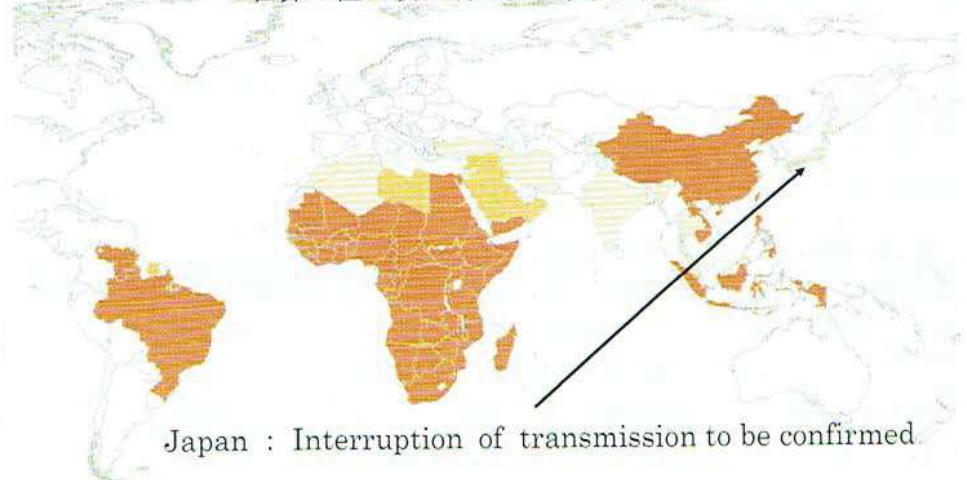 Japan : Interruption of transmission to be confirmed